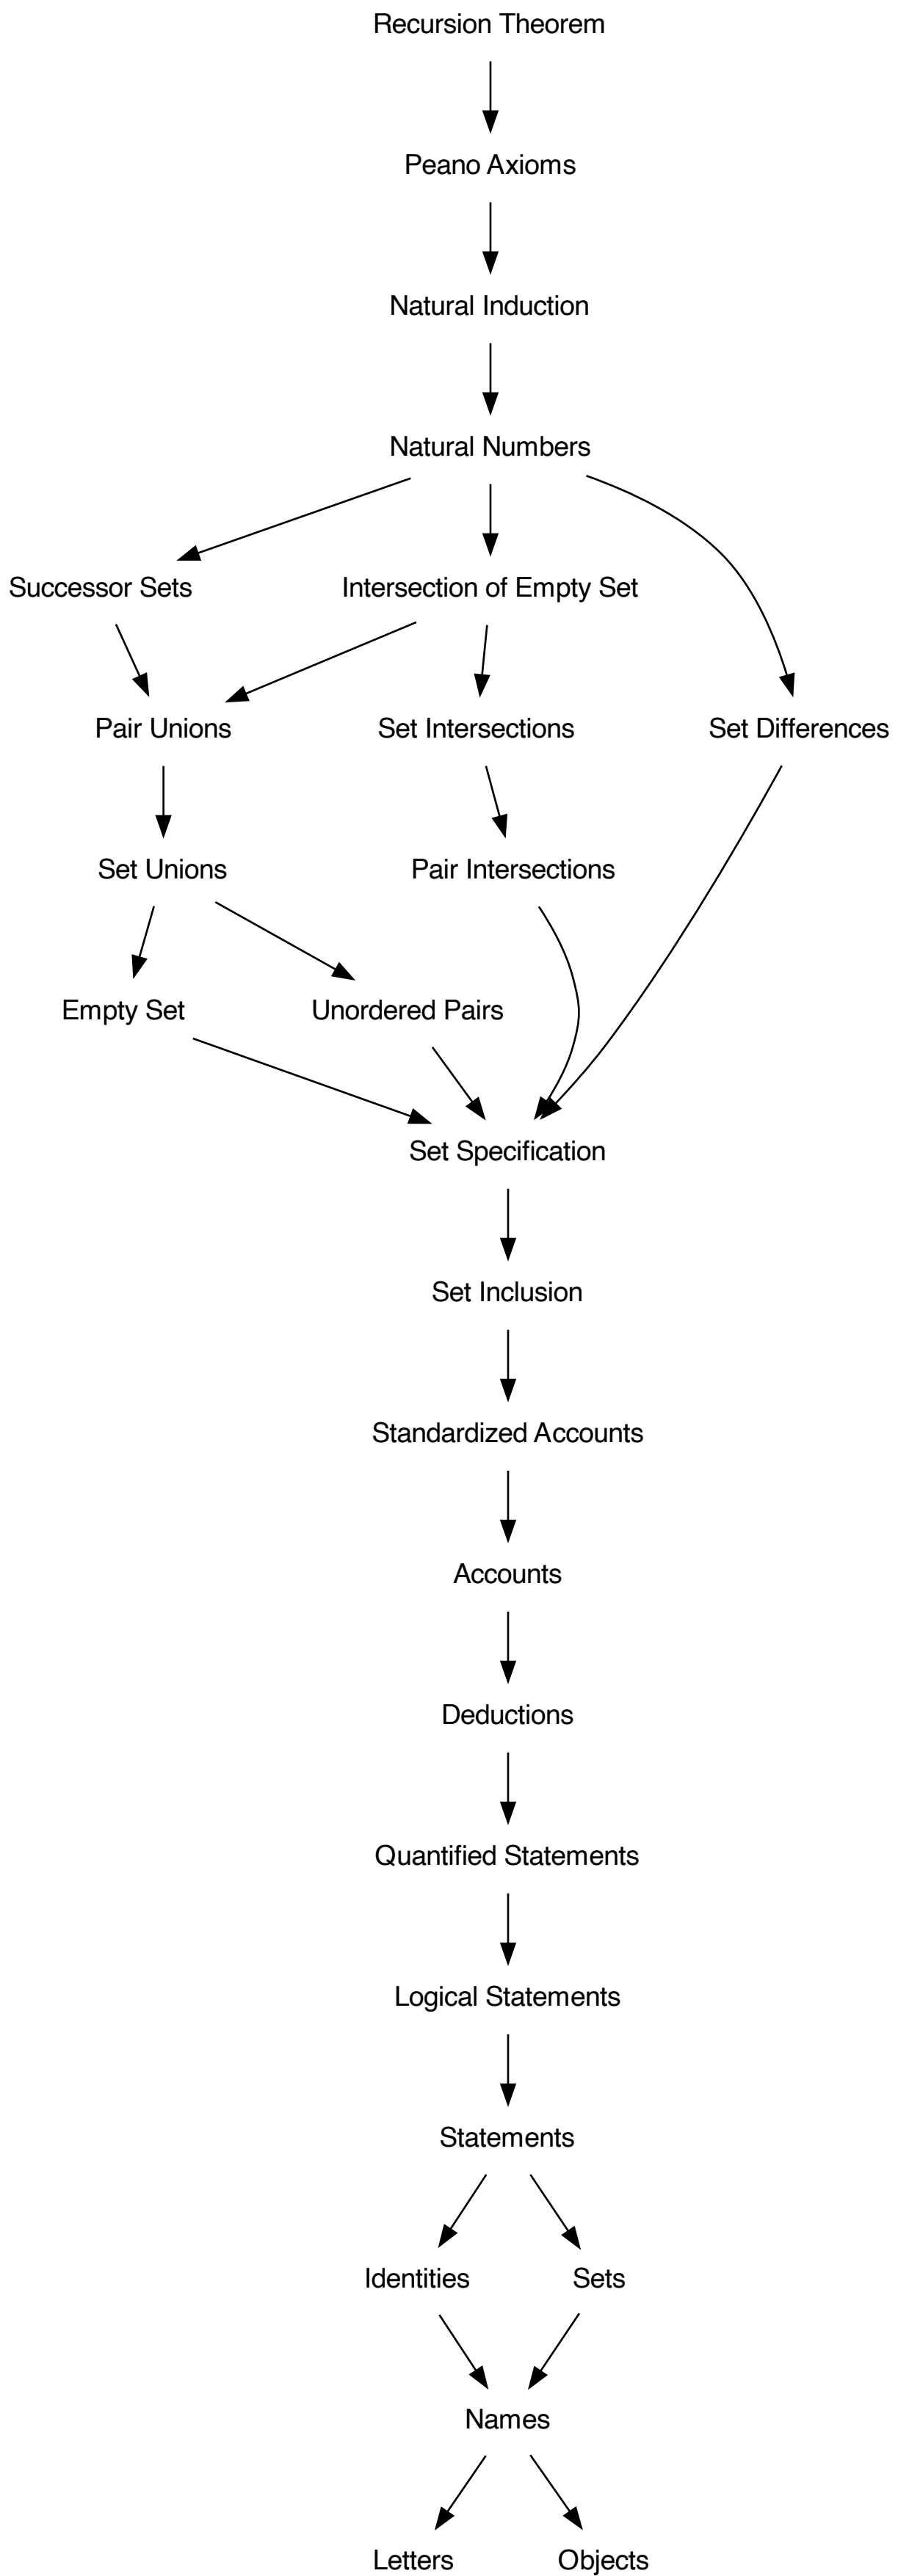 Recursion Theorem
Peano Axioms
Natural Induction
Natural Numbers
Successor Sets
Intersection of Empty Set
Pair Unions
Set Intersections
Set Differences
Set Unions
Pair Intersections
Empty Set
Unordered Pairs
Set Specification
Set Inclusion
Standardized Accounts
Accounts
Deductions
Quantified Statements
Logical Statements
Statements
Identities
Sets
Names
Letters
Objects